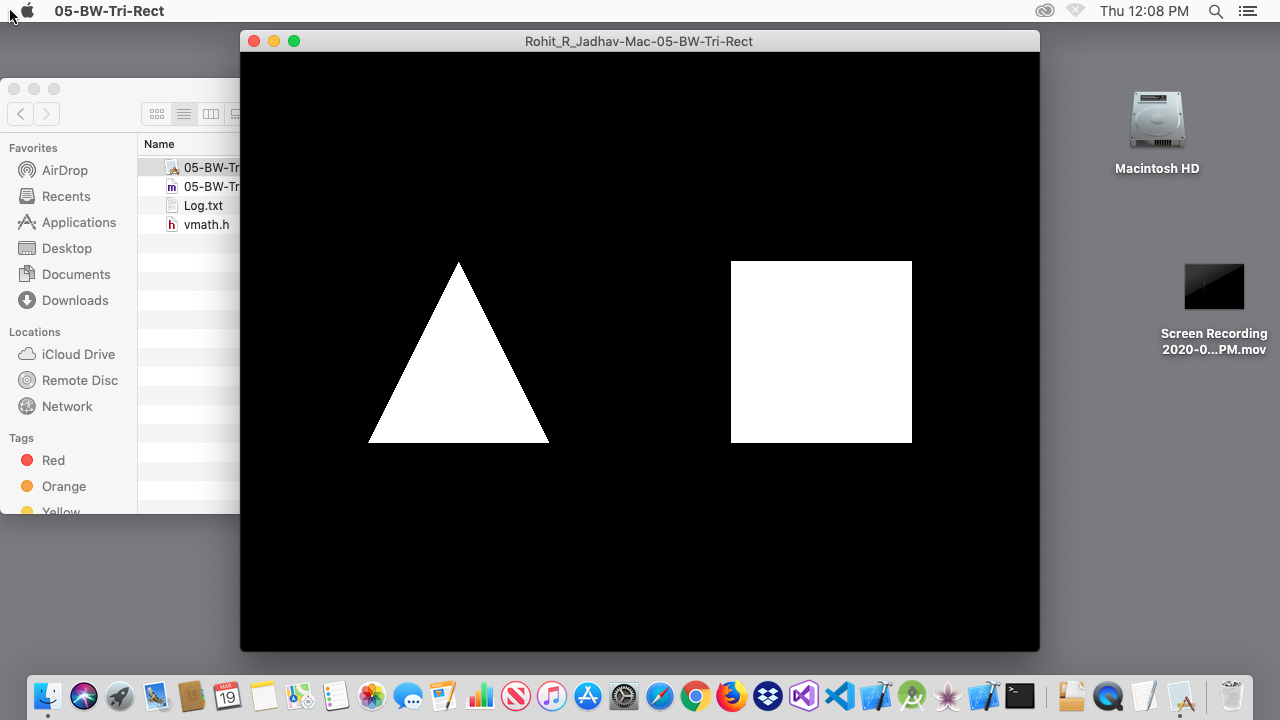 05-BW-Tri-Rect
Thu 12:08 PM
Rohit_R_Jadhav-Mac-05-BW-Tri-Rect
Name
Favorites
AirDrop
Recents
Applications
Desktop
Documents
Downloads
Locations
iCloud Drive
Remote Disc
Network
Tags
Red
Orange
Yellow
05-BW-Tr
05-BW-Tr
Log.txt
vmath.h
Macintosh HD
Screen Recording
2020-0...PM.mov
MAR
19